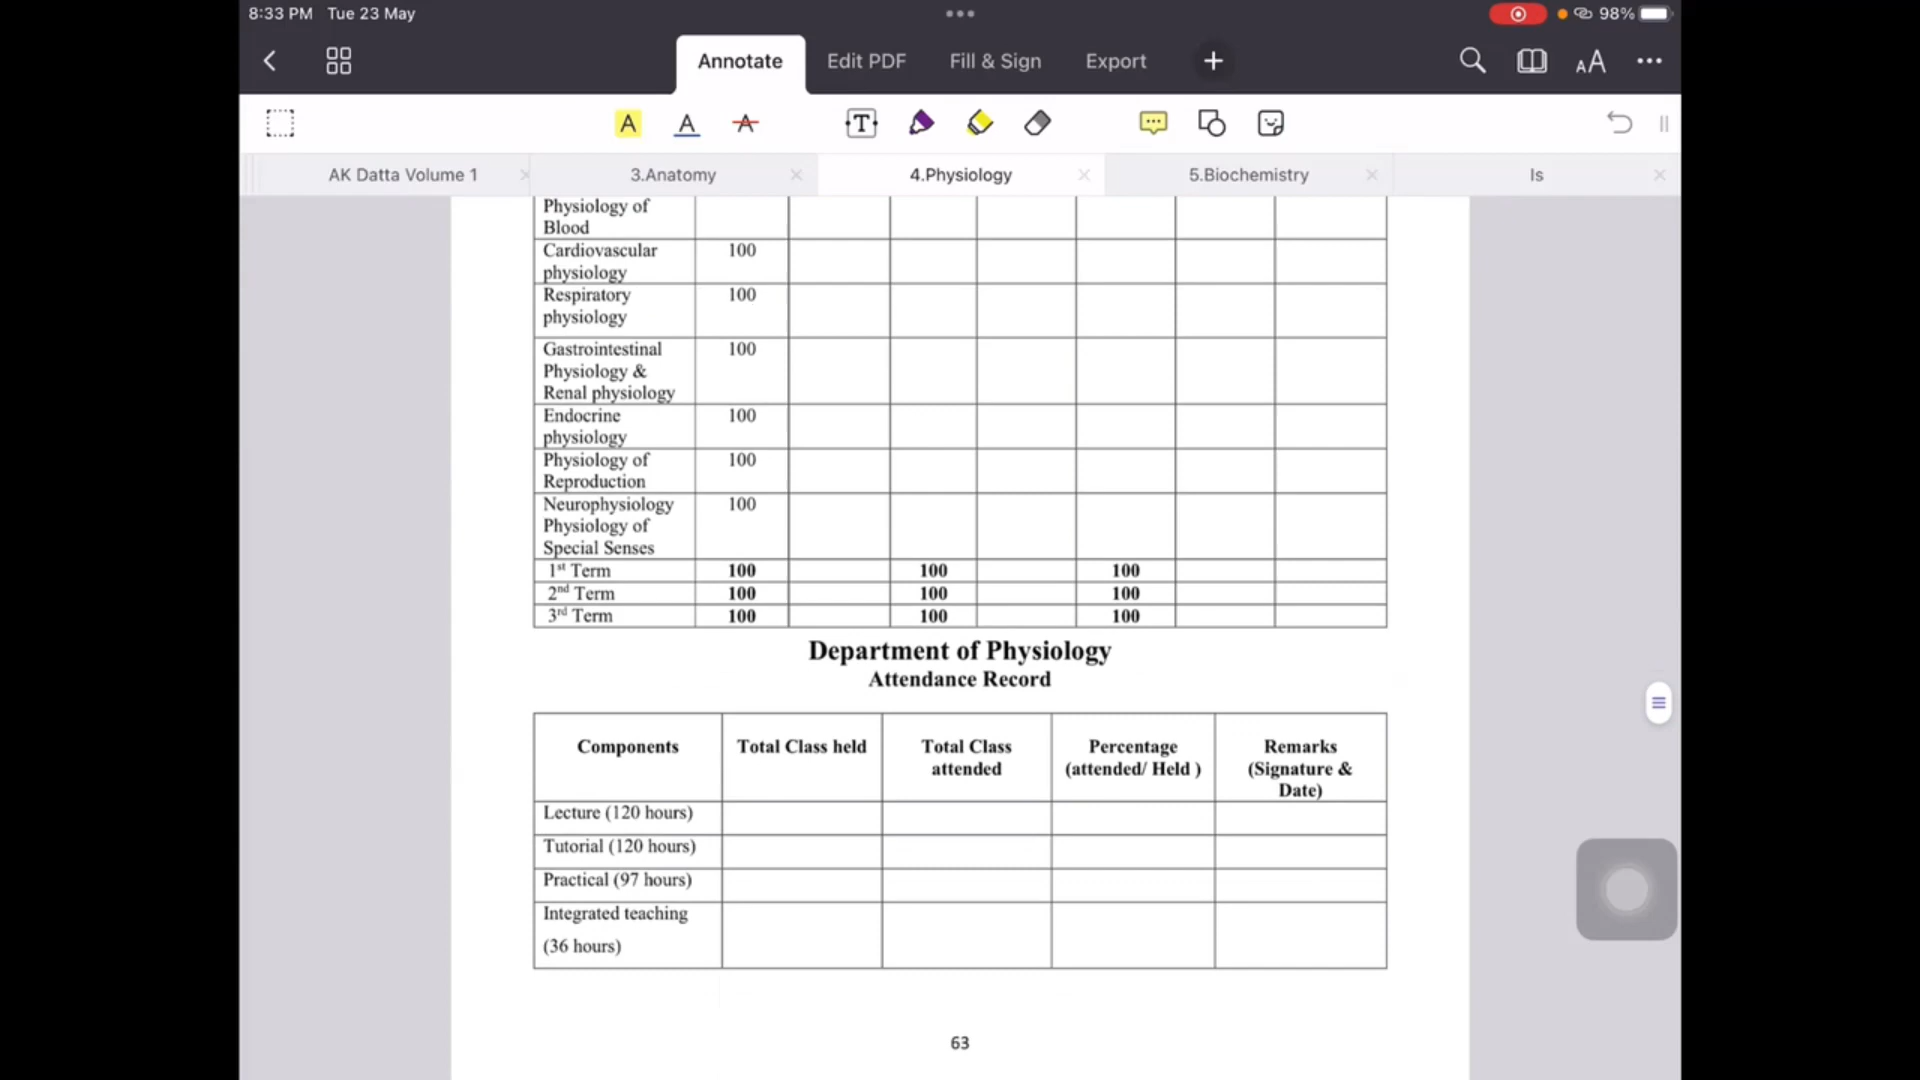 8:33 PM Tue 23 May
98%
Annotate Edit PDF Fill & Sign Export
AA
A A A T
AK Datta Volume 1 3.Anatomy 4.Physiology 5.Biochemistry Is
Physiology of
Blood
Cardiovascular 100
physiology
Respiratory 100
physiology
Gastrointestinal 100
Physiology &
Renal physiology
Endocrine 100
physiology
Physiology of 100
Reproduction
Neurophysiology 100
Physiology of
Special Senses
1st Term 100 100 100
2nd Term 100 100 100
3rd Term 100 100 100
Department of Physiology
Attendance Record
Components Total Class held Total Class Percentage Remarks
attended (attended/ Held ) (Signature &
Date)
Lecture (120 hours)
Tutorial (120 hours)
Practical (97 hours)
Integrated teaching
(36 hours)
63